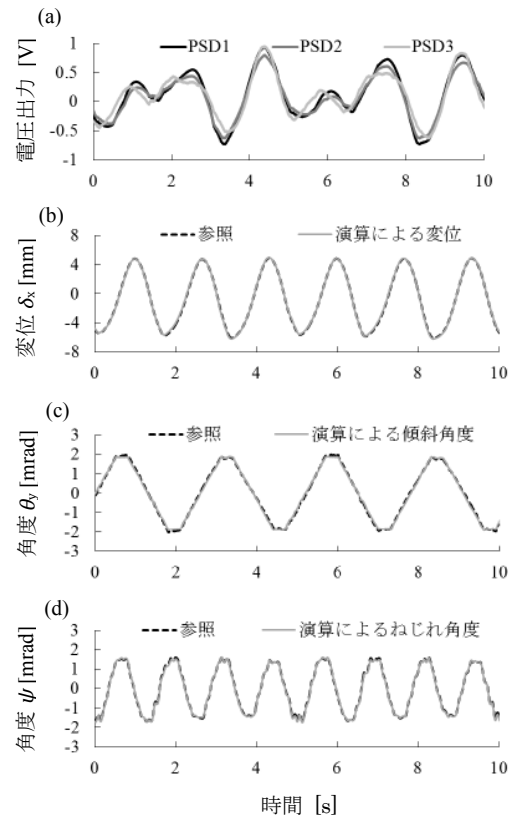 (a)
PSD1 PSD2 PSD3
電圧出力 [V]
1
0.5
0
-0.5
-1
0 2 4 6 8 10
(b)
参照 演算による変位
変位 δx [mm]
8
4
0
-4
-8
0 2 4 6 8 10
(c)
参照 演算による傾斜角度
角度 θy [mrad]
3
2
1
0
-1
-2
-3
0 2 4 6 8 10
(d)
参照 演算によるねじれ角度
角度 ψ [mrad]
3
2
1
0
-1
-2
-3
0 2 4 6 8 10
時間 [s]